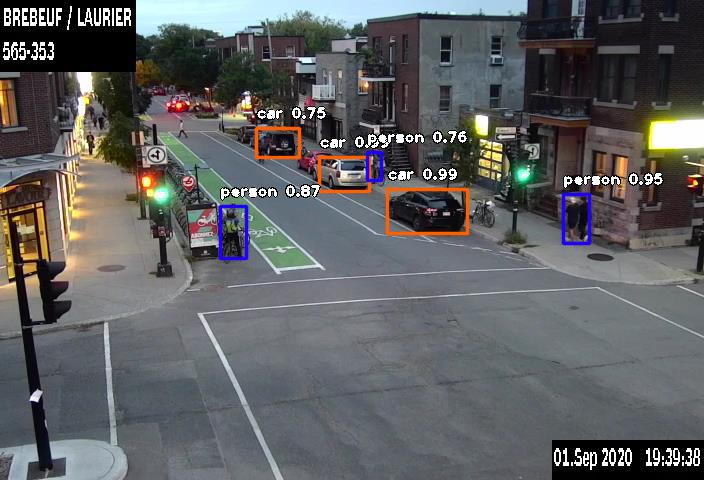 BREBEUF / LAURIER
565-353
car 0.75
car 0.99
person 0.76
car 0.99
person 0.87
person 0.95
ABONNEZ
01.Sep 2020 19:39:38